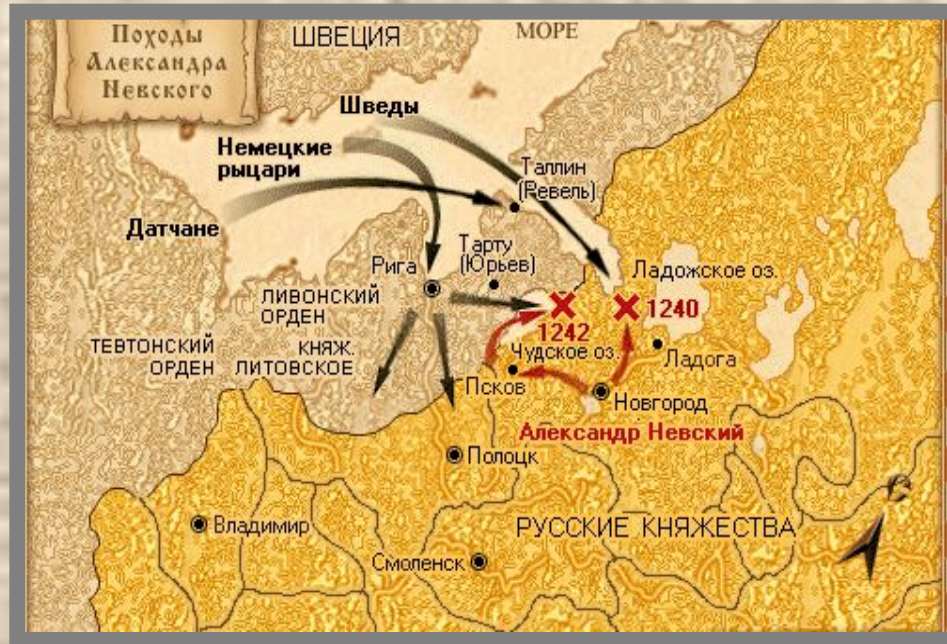 Походы
Александра
Невского
ШВЕЦИЯ
МОРЕ
Шведы
Немецкие
рыцари
Датчане
Таллин
(Ревель)
Тарту
(Юрьев)
Рига
Ладожское оз.
ЛИВОНСКИЙ
ОРДЕН
1240
1242
ТЕВТОНСКИЙ
ОРДЕН
КНЯЖ.
ЛИТОВСКОЕ
Чудское оз.
Ладога
Псков
Новгород
Александр Невский
Полоцк
Владимир
РУССКИЕ КНЯЖЕСТВА
Смоленск
С